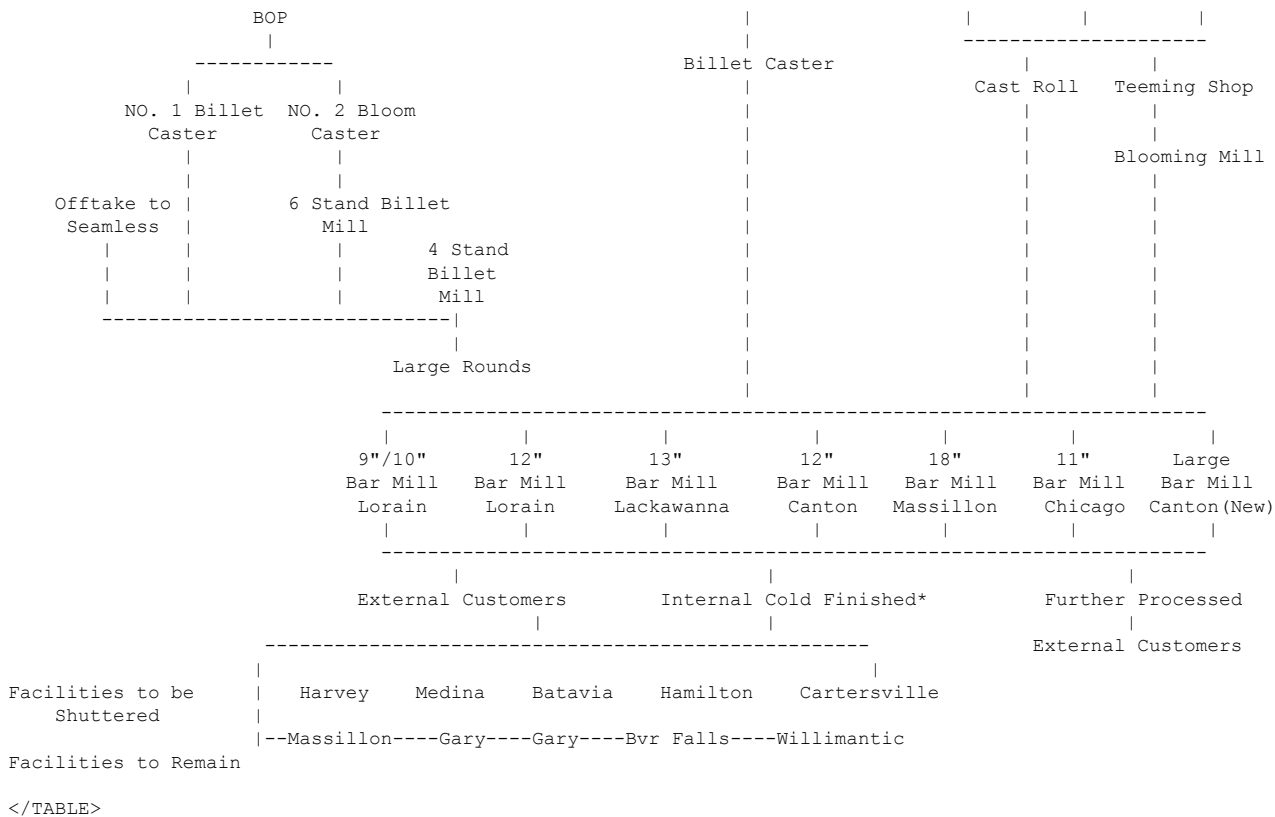 BOP
Billet Caster
Cast Roll Teeming Shop
NO. 1 Billet NO. 2 Bloom
Caster Caster
Blooming Mill
Offtake to 6 Stand Billet
Seamless Mill
4 Stand
Billet
Mill
Large Rounds
9"/10" 12" 13" 12" 18" 11" Large
Bar Mill Bar Mill Bar Mill Bar Mill Bar Mill Bar Mill Bar Mill
Lorain Lorain Lackawanna Canton Massillon Chicago Canton(New)
External Customers Internal Cold Finished* Further Processed
External Customers
Facilities to be Harvey Medina Batavia Hamilton Cartersville
Shuttered
|--Massillon----Gary----Gary----Bvr Falls----Willimantic
Facilities to Remain
</TABLE>